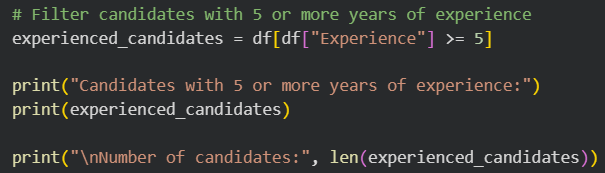 # Filter candidates with 5 or more years of experience
experienced_candidates = df[df["Experience"] >= 5]
print("Candidates with 5 or more years of experience:")
print(experienced_candidates)
print("\nNumber of candidates:", len(experienced_candidates))